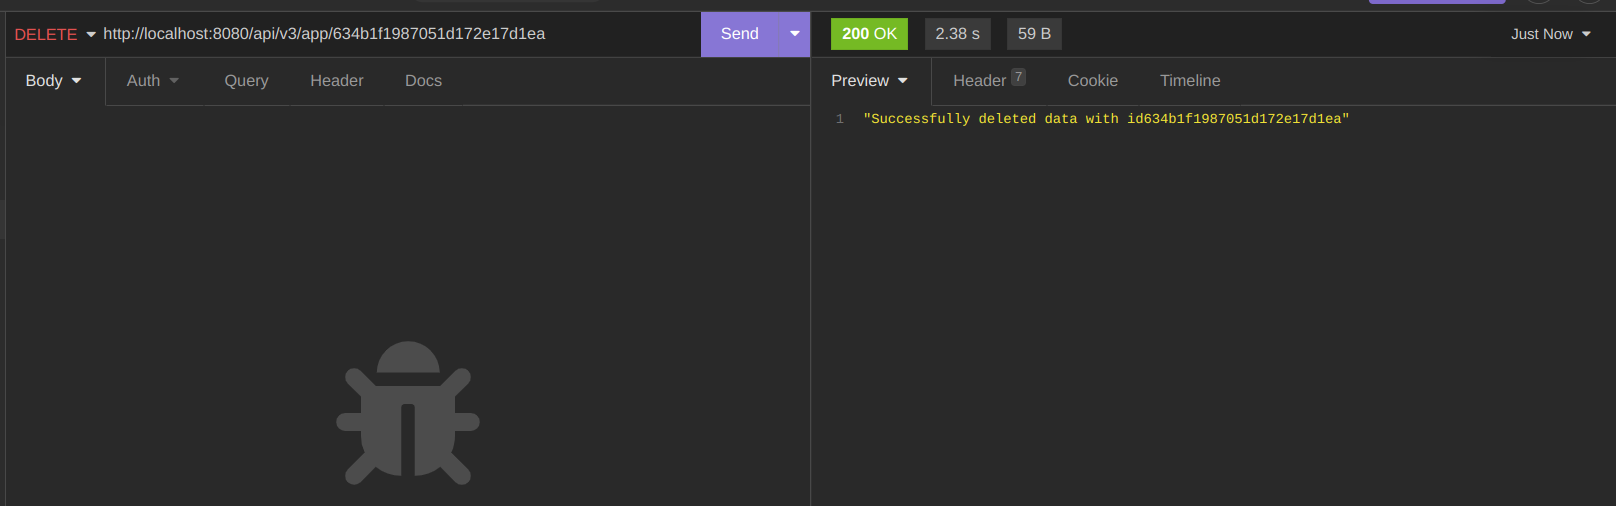 DELETE http://localhost:8080/api/v3/app/634b1f1987051d172e17d1ea Send
Body Auth Query Header Docs
200 OK 2.38 s 59 B Just Now
Preview Header 7 Cookie Timeline
1 "Successfully deleted data with id634b1f1987051d172e17d1ea"